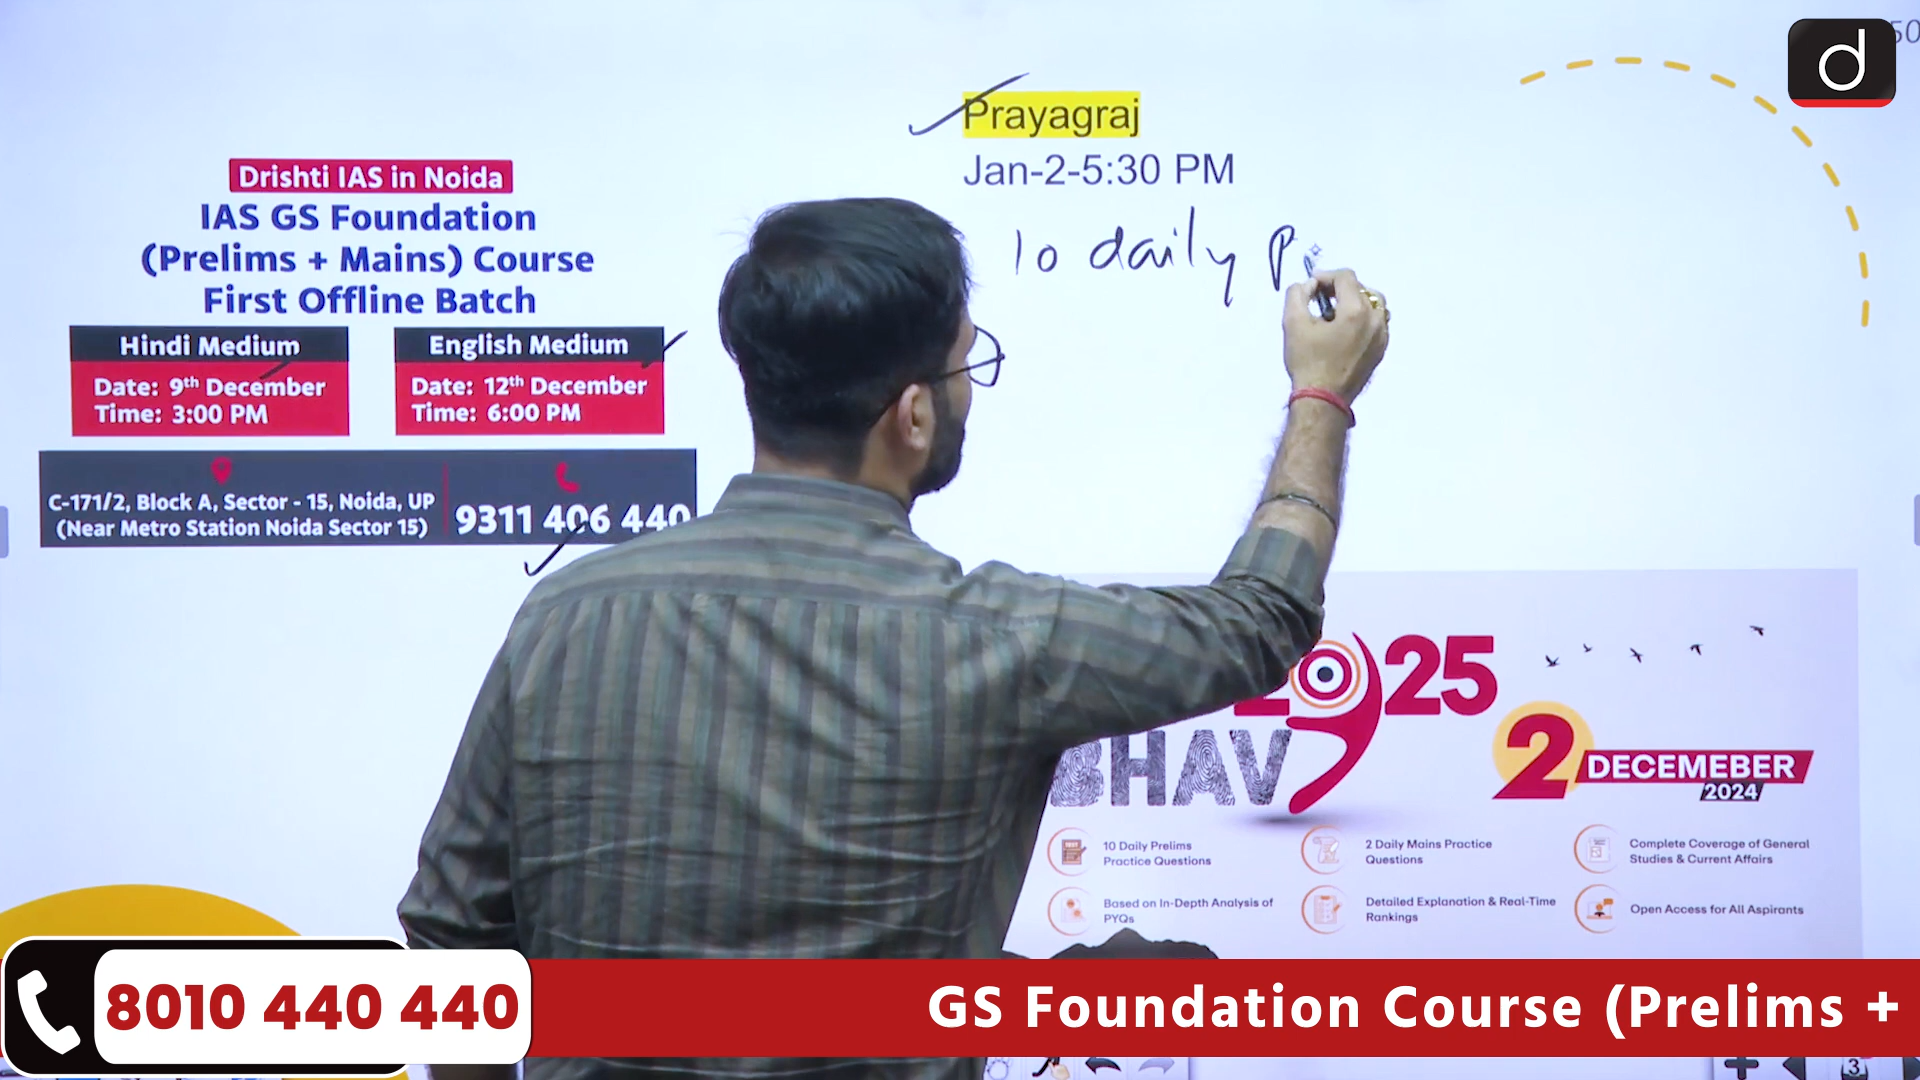 50
d
Prayagraj
Jan-2-5:30 PM
10 daily P
Drishti IAS in Noida
IAS GS Foundation
(Prelims + Mains) Course
First Offline Batch
Hindi Medium
Date: 9th December
Time: 3:00 PM
English Medium
Date: 12th December
Time: 6:00 PM
C-171/2, Block A, Sector - 15, Noida, UP
(Near Metro Station Noida Sector 15)
9311 406 440
2025
BHAV
2 DECEMEBER
2024
10 Daily Prelims
Practice Questions
2 Daily Mains Practice
Questions
Complete Coverage of General
Studies & Current Affairs
Based on In-Depth Analysis of
PYQs
Detailed Explanation & Real-Time
Rankings
Open Access for All Aspirants
8010 440 440
GS Foundation Course (Prelims +
3